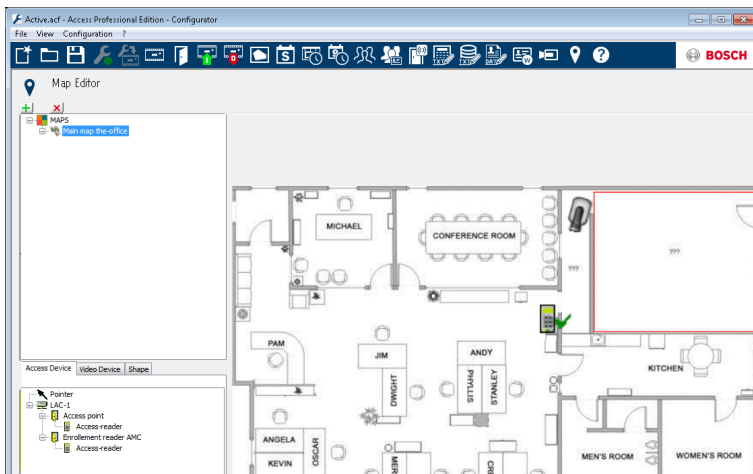 Active.acf - Access Professional Edition - Configurator
File View Configuration ?
BOSCH
Map Editor
MAPS
Main map the-office
MICHAEL
CONFERENCE ROOM
???
???
PAM
JIM
ANDY
KITCHEN
DWIGHT
PHYLLIS
STANLEY
ANGELA
OSCAR
KEVIN
MEN'S ROOM
WOMEN'S ROOM
Access Device Video Device Shape
Pointer
LAC-1
Access point
Access-reader
Enrollement reader AMC
Access-reader